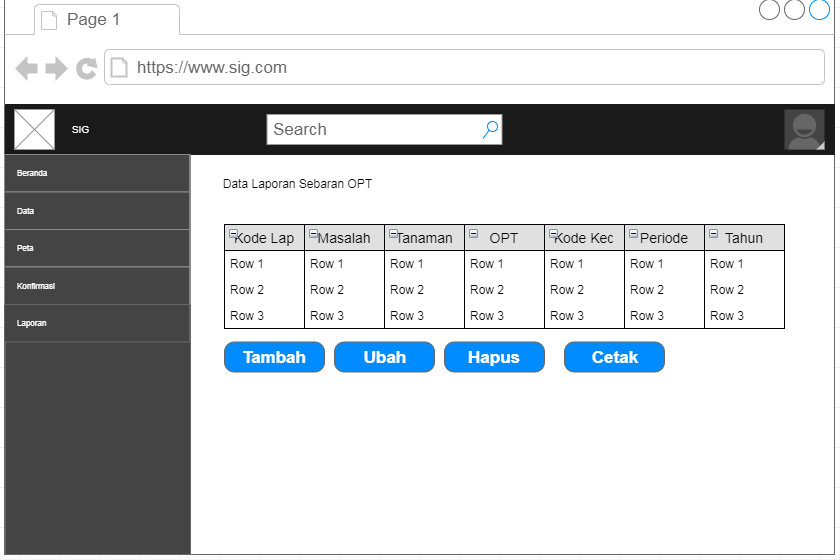 Page 1
https://www.sig.com
SIG
Search
Beranda
Data
Peta
Konfirmasi
Laporan
Data Laporan Sebaran OPT
Kode Lap Masalah Tanaman OPT Kode Kec Periode Tahun
Row 1 Row 1 Row 1 Row 1 Row 1 Row 1 Row 1
Row 2 Row 2 Row 2 Row 2 Row 2 Row 2 Row 2
Row 3 Row 3 Row 3 Row 3 Row 3 Row 3 Row 3
Tambah Ubah Hapus Cetak